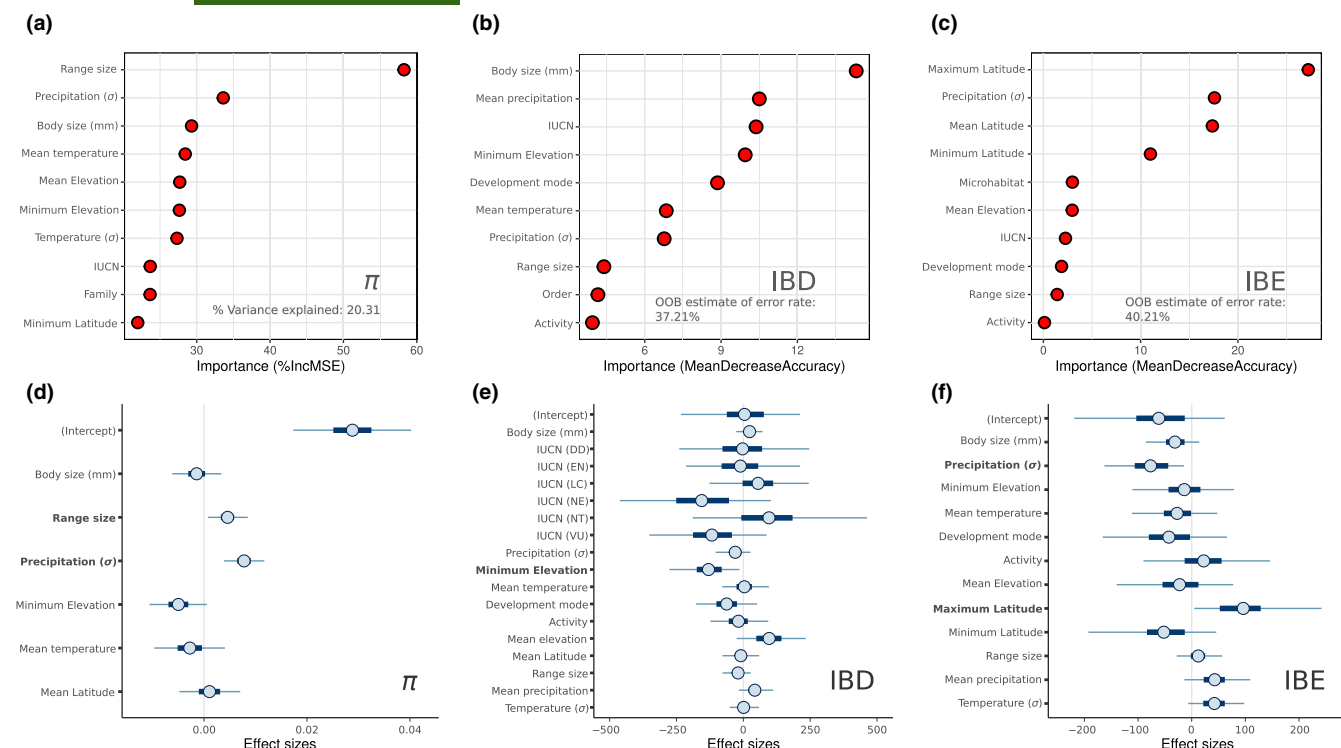 (a)
Range size
Precipitation (σ)
Body size (mm)
Mean temperature
Mean Elevation
Minimum Elevation
Temperature (σ)
IUCN
Family
Minimum Latitude
π
% Variance explained: 20.31
30 40 50 60
Importance (%IncMSE)
(b)
Body size (mm)
Mean precipitation
IUCN
Minimum Elevation
Development mode
Mean temperature
Precipitation (σ)
Range size
Order
Activity
IBD
OOB estimate of error rate:
37.21%
6 9 12
Importance (MeanDecreaseAccuracy)
(c)
Maximum Latitude
Precipitation (σ)
Mean Latitude
Minimum Latitude
Microhabitat
Mean Elevation
IUCN
Development mode
Range size
Activity
IBE
OOB estimate of error rate:
40.21%
0 10 20
Importance (MeanDecreaseAccuracy)
(d)
(Intercept)
Body size (mm)
Range size
Precipitation (σ)
Minimum Elevation
Mean temperature
Mean Latitude
π
0.00 0.02 0.04
Effect sizes
(e)
(Intercept)
Body size (mm)
IUCN (DD)
IUCN (EN)
IUCN (LC)
IUCN (NE)
IUCN (NT)
IUCN (VU)
Precipitation (σ)
Minimum Elevation
Mean temperature
Development mode
Activity
Mean elevation
Mean Latitude
Range size
Mean precipitation
Temperature (σ)
IBD
−500 −250 0 250 500
Effect sizes
(f)
(Intercept)
Body size (mm)
Precipitation (σ)
Minimum Elevation
Mean temperature
Development mode
Activity
Mean Elevation
Maximum Latitude
Minimum Latitude
Range size
Mean precipitation
Temperature (σ)
IBE
−200 −100 0 100 200
Effect sizes